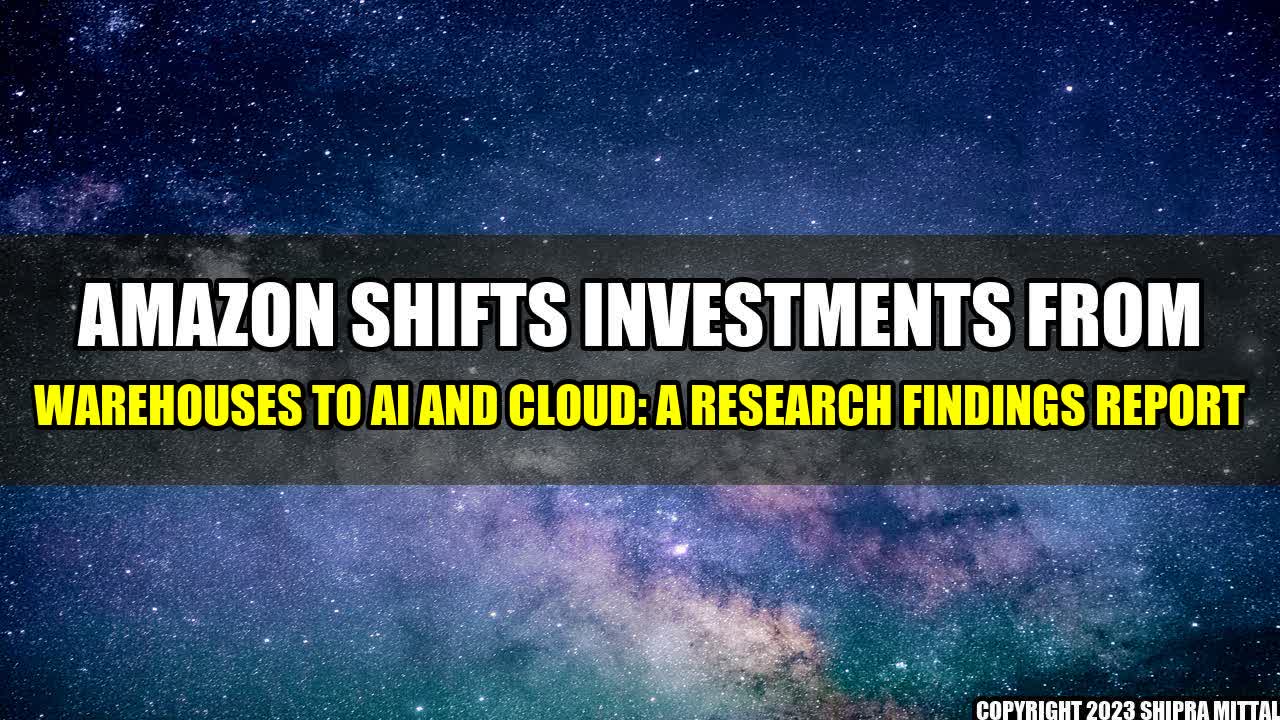 AMAZON SHIFTS INVESTMENTS FROM
WAREHOUSES TO AI AND CLOUD: A RESEARCH FINDINGS REPORT
COPYRIGHT 2023 SHIPRA MITTAL